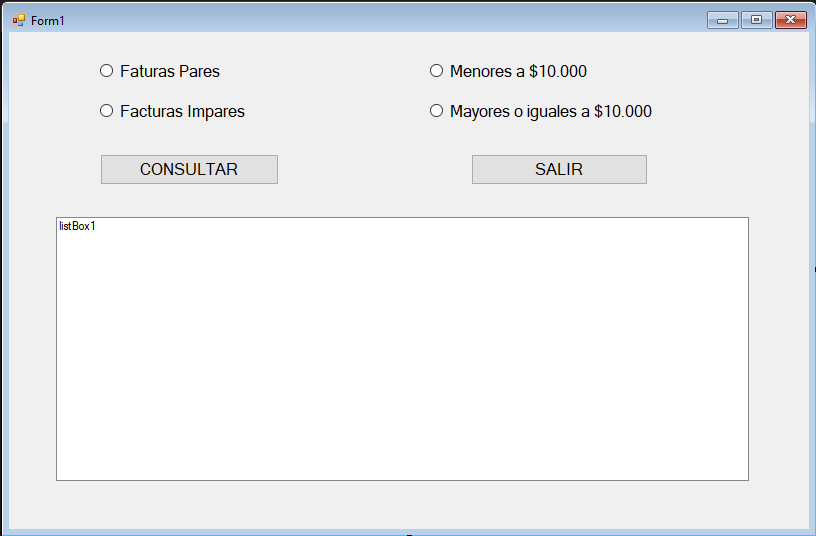 Form1
Faturas Pares
Menores a $10.000
Facturas Impares
Mayores o iguales a $10.000
CONSULTAR
SALIR
listBox1